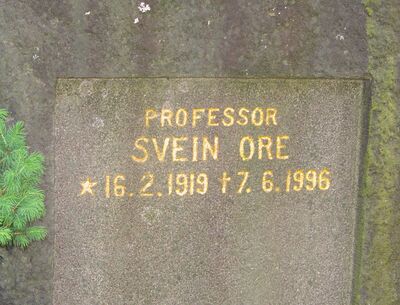 PROFESSOR
SVEIN ORE
★ 16.2.1919 † 7.6.1996